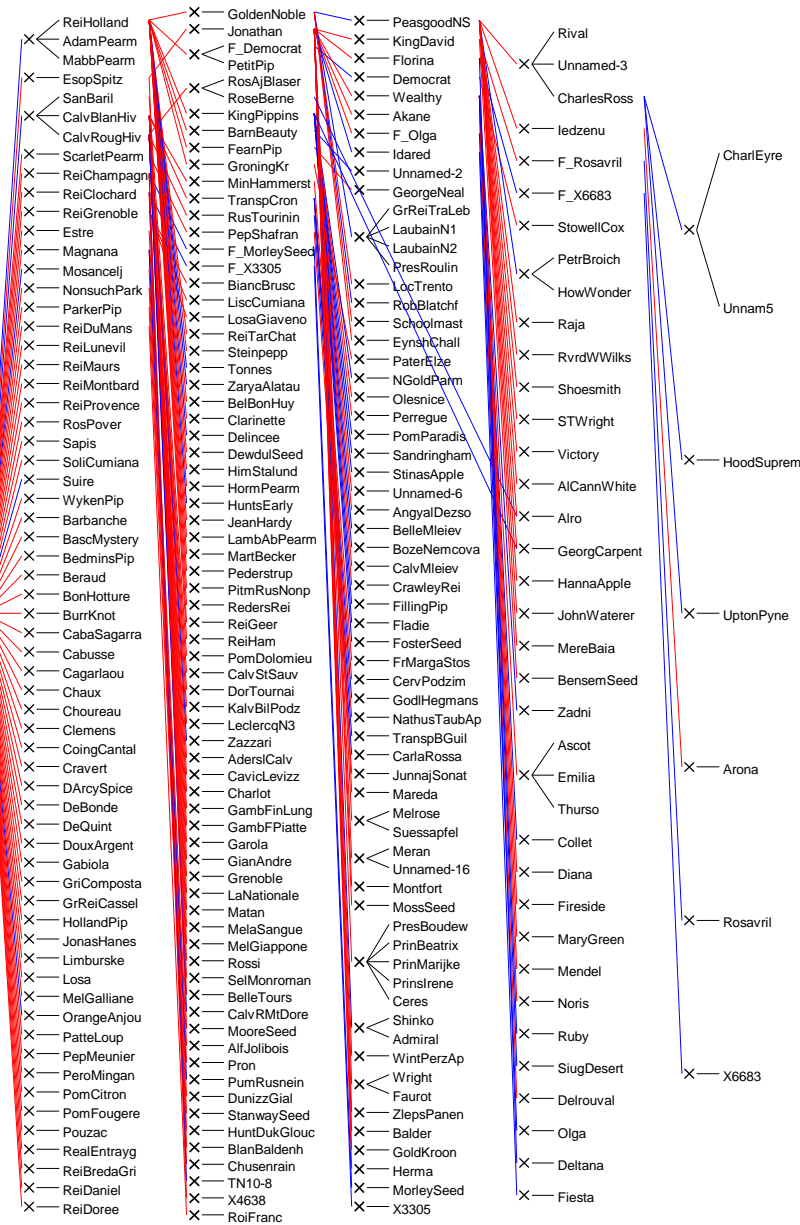 ReiHolland
AdamPearm
MabbPearm
EsopSpitz
SanBaril
CalvBlanHiv
CalvRougHiv
ScarletPearm
ReiChampagn
ReiClochard
ReiGrenoble
Estre
Magnana
Mosancelj
NonsuchPark
ParkerPip
ReiDuMans
ReiLunevil
ReiMaurs
ReiMontbard
ReiProvence
RosPover
Sapis
SoliCumiana
Suire
WykenPip
Barbanche
BascMystery
BedminsPip
Beraud
BonHotture
BurrKnot
CabaSagarra
Cabusse
Cagarlaou
Chaux
Choureau
Clemens
CoingCantal
Cravert
DArcySpice
DeBonde
DeQuint
DouxArgent
Gabiola
GriComposta
GrReiCassel
HollandPip
JonasHanes
Limburske
Losa
MelGalliane
OrangeAnjou
PatteLoup
PepMeunier
PeroMingan
PomCitron
PomFougere
Pouzac
RealEntrayg
ReiBredaGri
ReiDaniel
ReiDoree
GoldenNoble
Jonathan
F_Democrat
PetitPip
RosAjBlaser
RoseBerne
KingPippins
BarnBeauty
FearnPip
GroningKr
MinHammerst
TranspCron
RusTourinin
PepShafran
F_MorleySeed
F_X3305
BiancBrusc
LiscCumiana
LosaGiaveno
ReiTarChat
Steinpepp
Tonnes
ZaryaAlatau
BelBonHuy
Clarinette
Delincee
DewdulSeed
HimStalund
HormPearm
HuntsEarly
JeanHardy
LambAbPearm
MartBecker
Pederstrup
PitmRusNonp
RedersRei
ReiGeer
ReiHam
PomDolomieu
CalvStSauv
DorTournai
KalvBilPodz
LeclercqN3
Zazzari
AderslCalv
CavicLevizz
Charlot
GambFinLung
GambFPiatte
Garola
GianAndre
Grenoble
LaNationale
Matan
MelaSangue
MelGiappone
Rossi
SelMonroman
BelleTours
CalvRMtDore
MooreSeed
AlfJolibois
Pron
PumRusnein
DunizzGial
StanwaySeed
HuntDukGlouc
BlanBaldenh
Chusenrain
TN10-8
X4638
RoiFranc
PeasgoodNS
KingDavid
Florina
Democrat
Wealthy
Akane
F_Olga
Idared
Unnamed-2
GeorgeNeal
GrReiTraLeb
LaubainN1
LaubainN2
PresRoulin
LocTrento
RobBlatchf
Schoolmast
EynshChall
PaterElze
NGoldParm
Olesnice
Perregue
PomParadis
Sandringham
StinasApple
Unnamed-6
AngyalDezso
BelleMleiev
BozeNemcova
CalvMleiev
CrawleyRei
FillingPip
Fladie
FosterSeed
FrMargaStos
CervPodzim
GodlHegmans
NathusTaubAp
TranspBGuil
CarlaRossa
JunnajSonat
Mareda
Melrose
Suessapfel
Meran
Unnamed-16
Montfort
MossSeed
PresBoudew
PrinBeatrix
PrinMarijke
PrinsIrene
Ceres
Shinko
Admiral
WintPerzAp
Wright
Faurot
ZlepsPanen
Balder
GoldKroon
Herma
MorleySeed
X3305
Rival
Unnamed-3
CharlesRoss
Iedzenu
F_Rosavril
F_X6683
StowellCox
PetrBroich
HowWonder
Raja
RvrdWWilks
Shoesmith
STWright
Victory
AlCannWhite
Alro
GeorgCarpent
HannaApple
JohnWaterer
MereBaia
BensemSeed
Zadni
Ascot
Emilia
Thurso
Collet
Diana
Fireside
MaryGreen
Mendel
Noris
Ruby
SiugDesert
Delrouval
Olga
Deltana
Fiesta
CharlEyre
Unnam5
HoodSuprem
UptonPyne
Arona
Rosavril
X6683